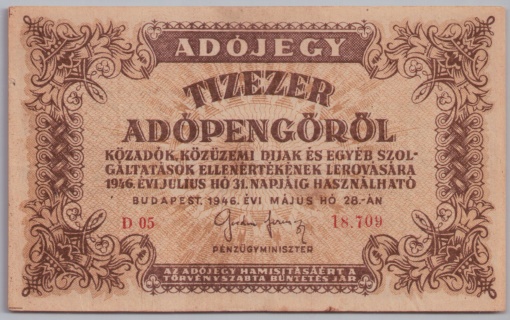 ADÓJEGY
TIZEZER
ADÓPENGŐRŐL
KÖZADÓK, KÖZÜZEMI DIJAK ÉS EGYÉB SZOL-
GÁLTATÁSOK ELLENÉRTÉKÉNEK LEROVÁSÁRA
1946. ÉVI JULIUS HÓ 31. NAPJÁIG HASZNÁLHATÓ
BUDAPEST, 1946. ÉVI MÁJUS HÓ 28.-ÁN
D 05 18.709
PÉNZÜGYMINISZTER
AZ ADÓJEGY HAMISITÁSÁÉRT A
TÖRVÉNYSZABTA BÜNTETÉS JÁR